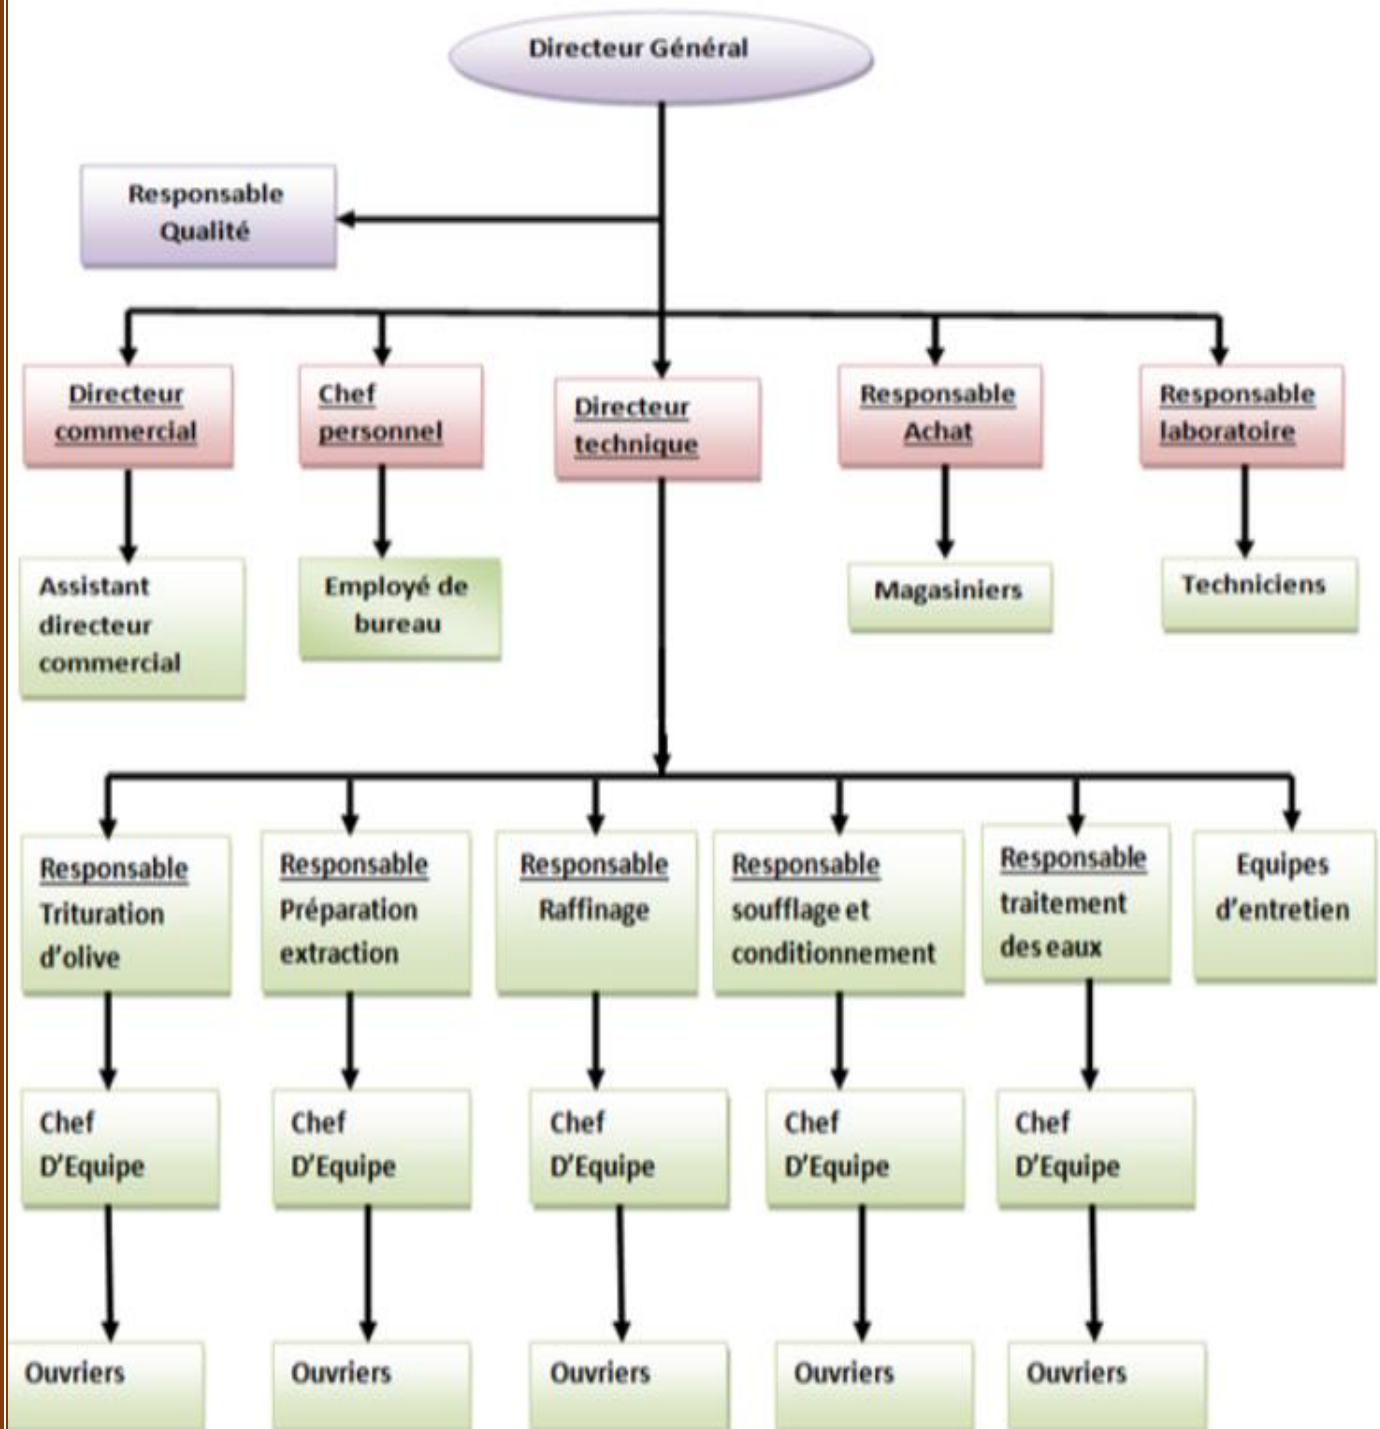 Directeur Général
Responsable
Qualité
Directeur
commercial
Chef
personnel
Directeur
technique
Responsable
Achat
Responsable
laboratoire
Assistant
directeur
commercial
Employé de
bureau
Magasiniers
Techniciens
Responsable
Trituration
d'olive
Responsable
Préparation
extraction
Responsable
Raffinage
Responsable
soufflage et
conditionnement
Responsable
traitement
des eaux
Equipes
d'entretien
Chef
D'Equipe
Chef
D'Equipe
Chef
D'Equipe
Chef
D'Equipe
Chef
D'Equipe
Ouvriers
Ouvriers
Ouvriers
Ouvriers
Ouvriers